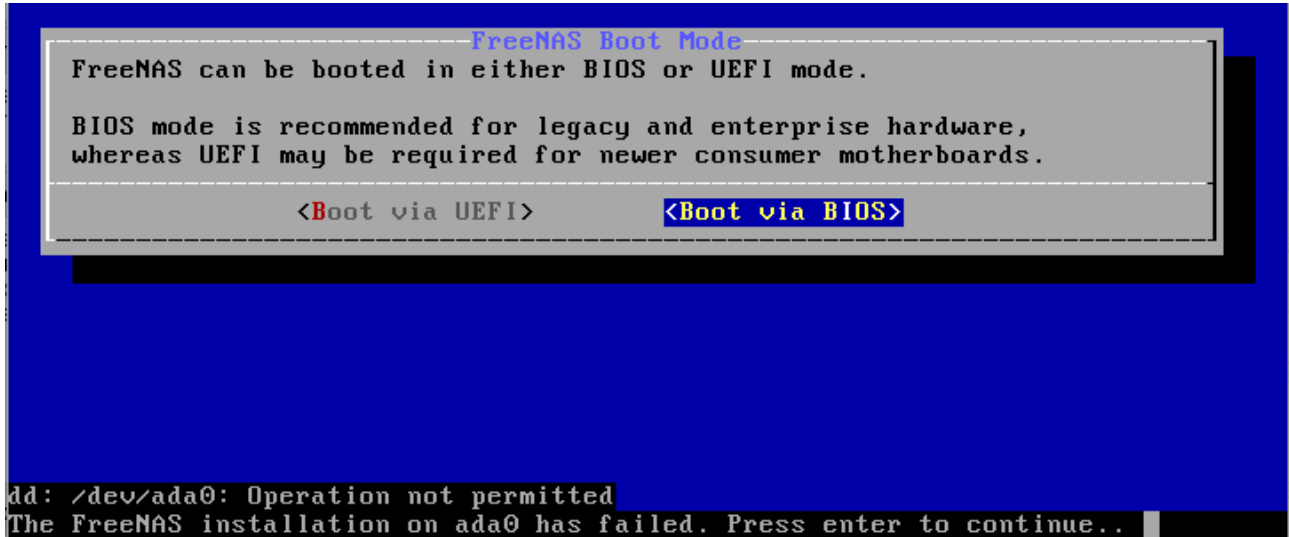 FreeNAS Boot Mode
FreeNAS can be booted in either BIOS or UEFI mode.
BIOS mode is recommended for legacy and enterprise hardware,
whereas UEFI may be required for newer consumer motherboards.
<Boot via UEFI> <Boot via BIOS>
dd: /dev/ada0: Operation not permitted
The FreeNAS installation on ada0 has failed. Press enter to continue..